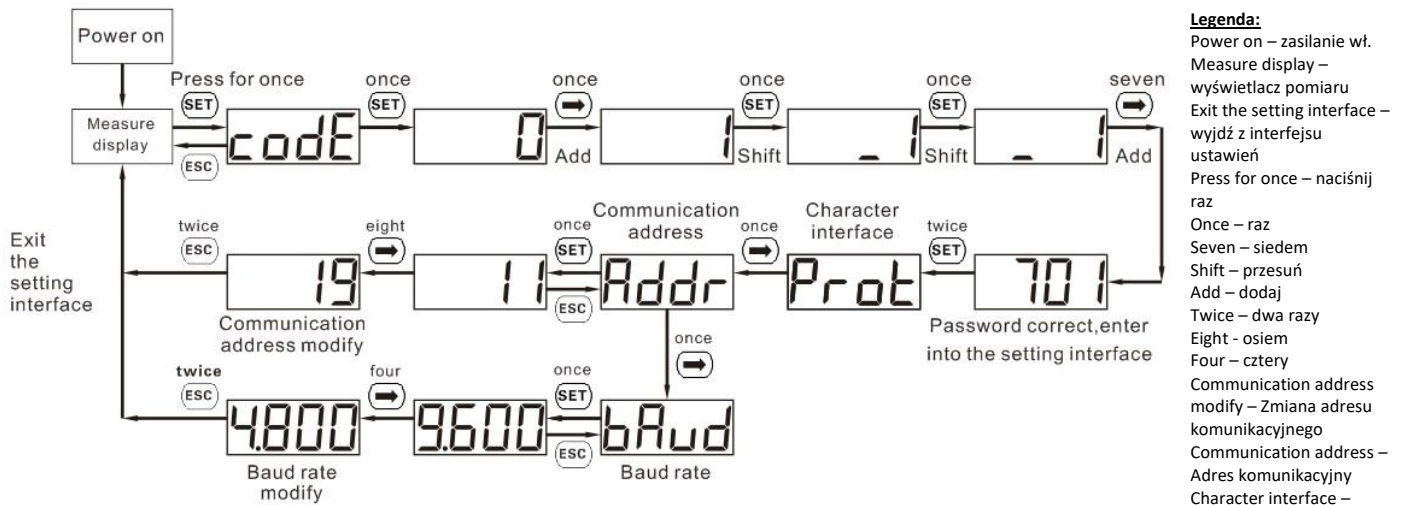 Power on
Press for once
once
once
once
once
seven
SET
SET
➡
SET
SET
➡
Measure
display
codE
0
1
_1
_ 1
Add
Shift
Shift
Add
ESC
Exit
the
setting
interface
twice
eight
once
Communication
address
once
Character
interface
twice
ESC
➡
SET
➡
SET
19
11
Addr
Prot
701
ESC
Communication
address modify
Password correct,enter
into the setting interface
once
➡
twice
four
once
ESC
➡
SET
4.800
9.600
bAud
ESC
Baud rate
modify
Baud rate
Legenda:
Power on – zasilanie wł.
Measure display –
wyświetlacz pomiaru
Exit the setting interface –
wyjdź z interfejsu
ustawień
Press for once – naciśnij
raz
Once – raz
Seven – siedem
Shift – przesuń
Add – dodaj
Twice – dwa razy
Eight - osiem
Four – cztery
Communication address
modify – Zmiana adresu
komunikacyjnego
Communication address –
Adres komunikacyjny
Character interface –